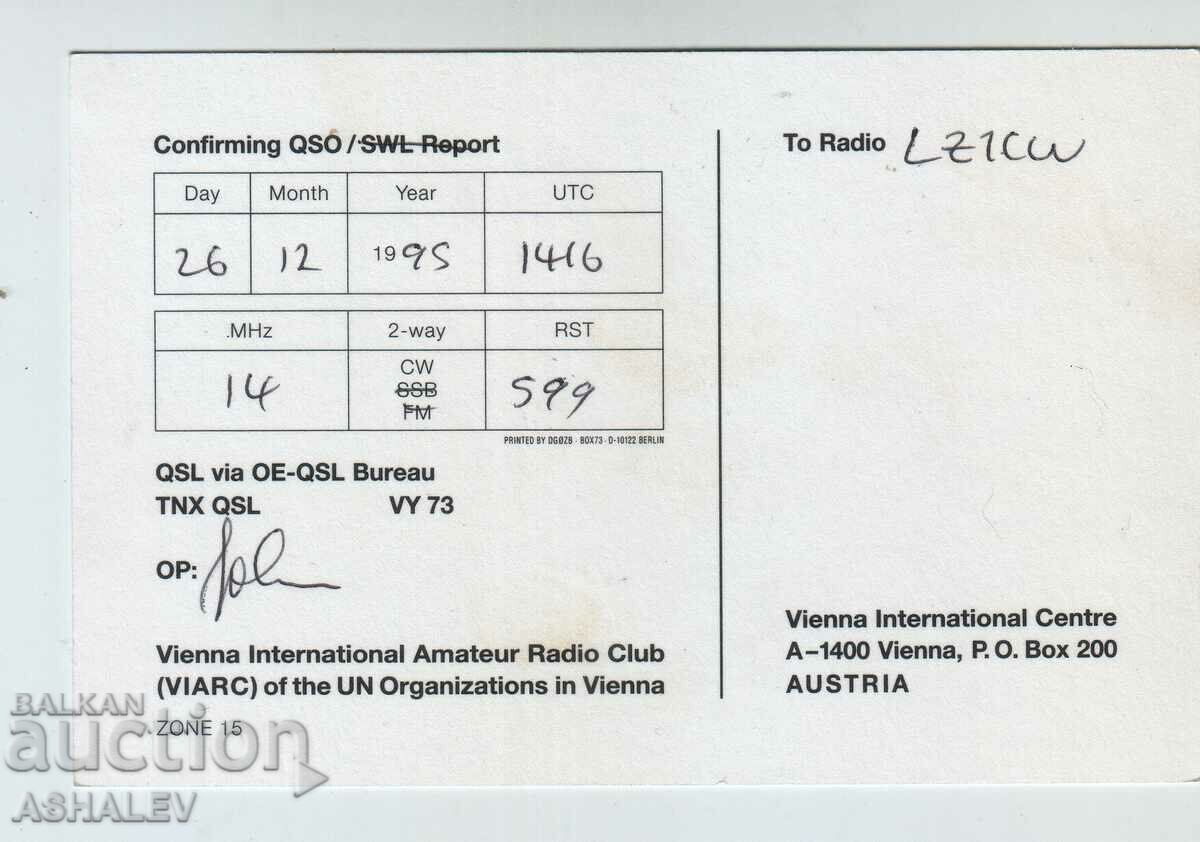 Confirming QSO / SWL Report
Day Month Year UTC
26 12 1995 1416
.MHz 2-way RST
14 CW SSB FM 599
PRINTED BY DGØZB · BOX73 · D-10122 BERLIN
QSL via OE-QSL Bureau
TNX QSL VY 73
OP: John
Vienna International Amateur Radio Club
(VIARC) of the UN Organizations in Vienna
ZONE 15
To Radio LZ1CW
Vienna International Centre
A-1400 Vienna, P.O. Box 200
AUSTRIA
BALKAN
auction
ASHALEV